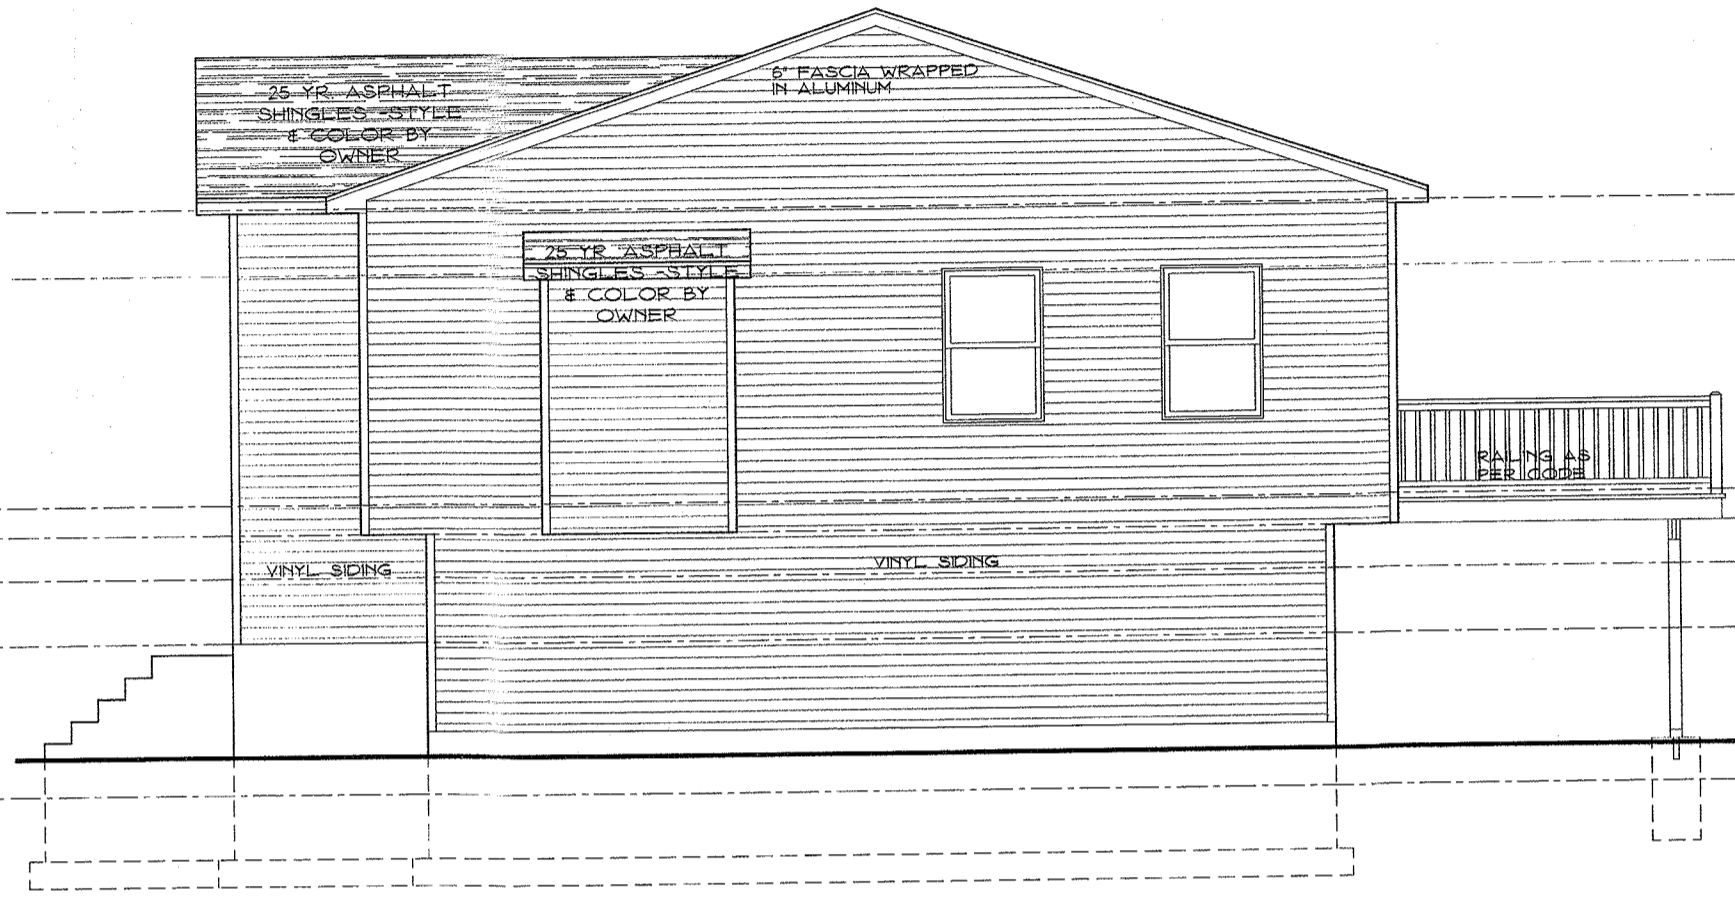 25 YR. ASPHALT
SHINGLES -STYLE
& COLOR BY
OWNER
6" FASCIA WRAPPED
IN ALUMINUM
25 YR. ASPHALT
SHINGLES -STYLE
& COLOR BY
OWNER
RAILING AS
PER CODE
VINYL SIDING
VINYL SIDING